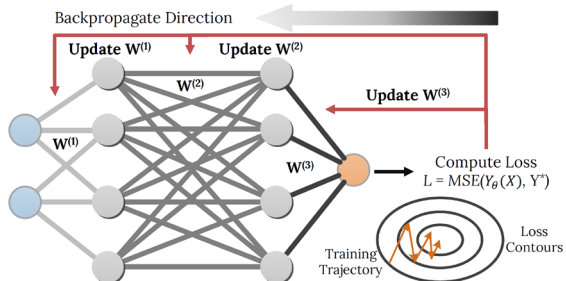 Backpropagate Direction
Update W(1)
Update W(2)
W(2)
Update W(3)
W(1)
W(3)
Compute Loss
L = MSE(Yθ(X), Y*)
Training
Trajectory
Loss
Contours